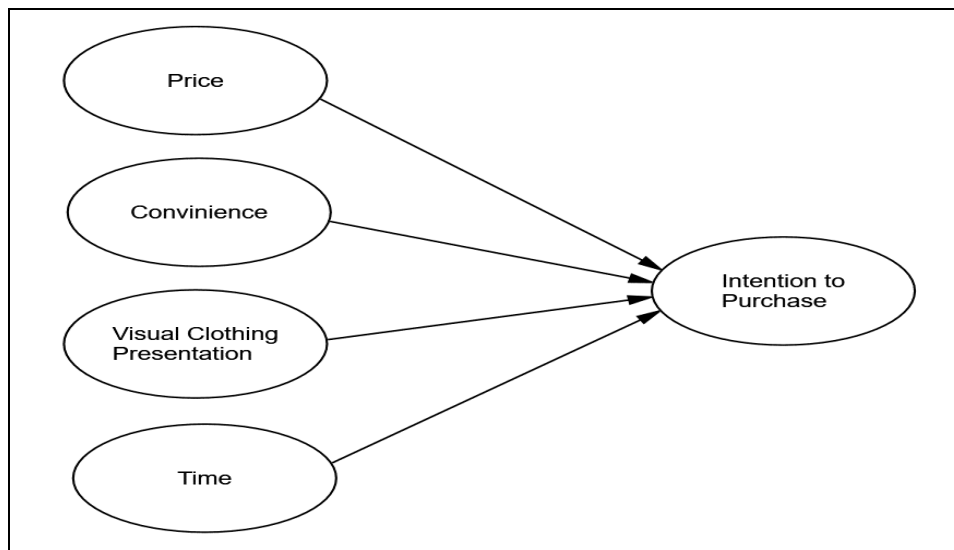 Price
Convinience
Visual Clothing
Presentation
Time
Intention to
Purchase